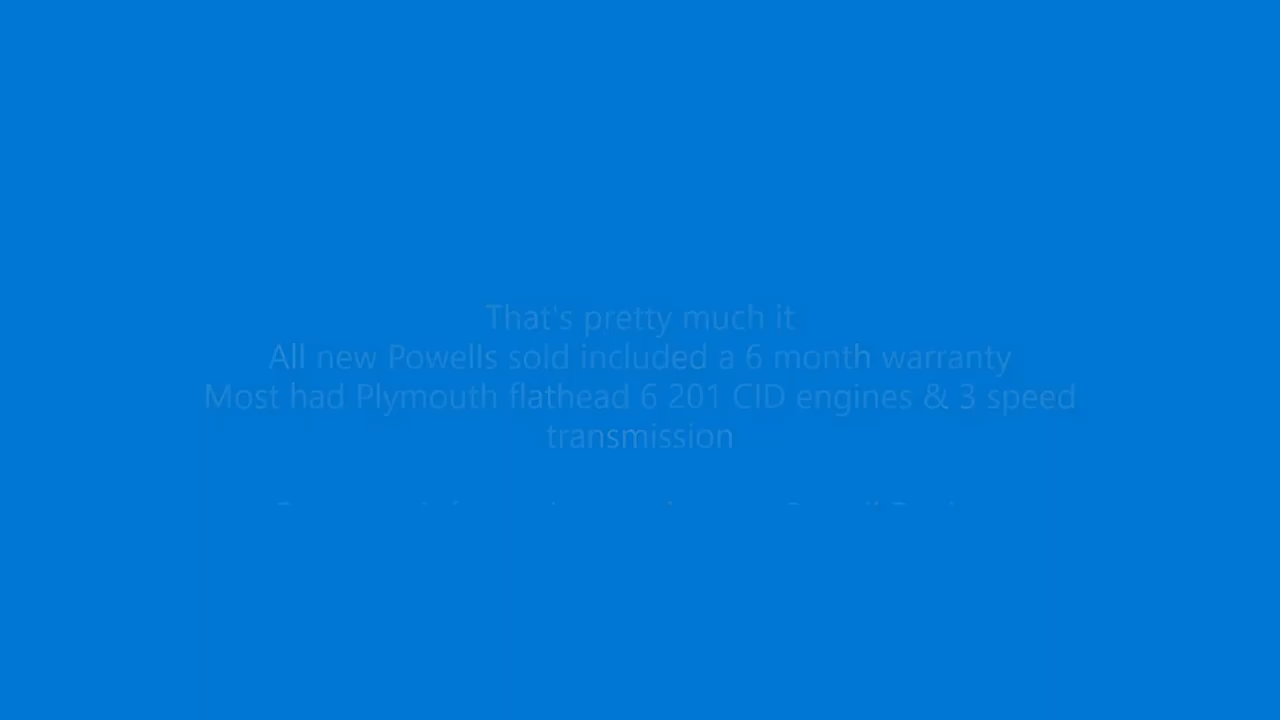 That's pretty much it
All new Powells sold included a 6 month warranty
Most had Plymouth flathead 6 201 CID engines & 3 speed
transmission